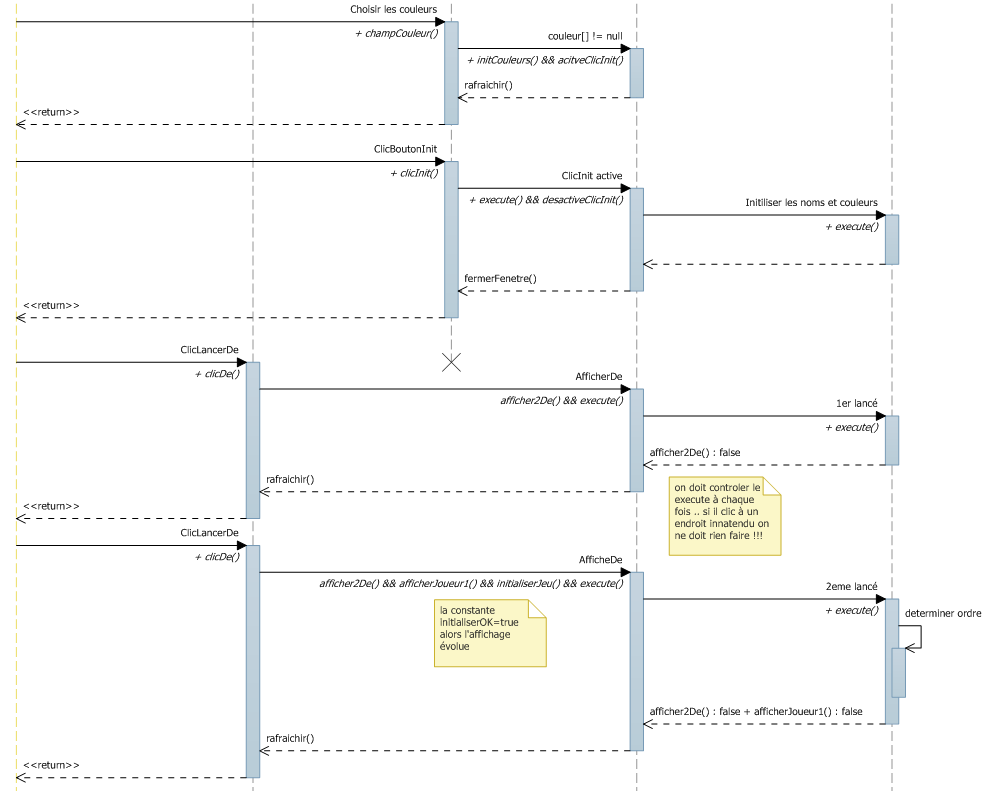 Choisir les couleurs
+ champCouleur()
couleur[] != null
+ initCouleurs() && acitveClicInit()
rafraichir()
<<return>>
ClicBoutonInit
+ clicInit()
ClicInit active
+ execute() && desactiveClicInit()
Initiliser les noms et couleurs
+ execute()
fermerFenetre()
<<return>>
ClicLancerDe
+ clicDe()
AfficherDe
afficher2De() && execute()
1er lancé
+ execute()
afficher2De() : false
rafraichir()
on doit controler le
execute à chaque
fois .. si il clic à un
endroit innatendu on
ne doit rien faire !!!
<<return>>
ClicLancerDe
+ clicDe()
AfficheDe
afficher2De() && afficherJoueur1() && initialiserJeu() && execute()
2eme lancé
+ execute()
determiner ordre
la constante
initialiserOK=true
alors l'affichage
évolue
afficher2De() : false + afficherJoueur1() : false
rafraichir()
<<return>>